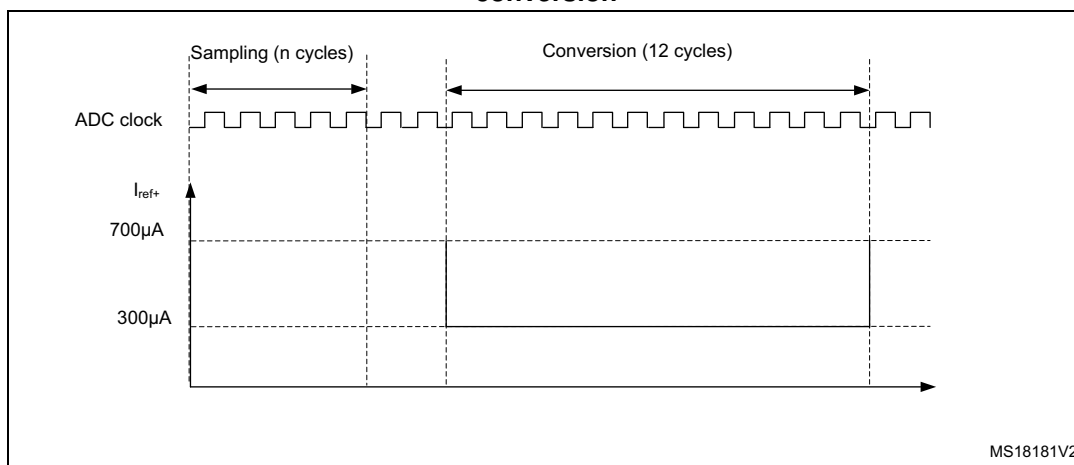 conversion
Sampling (n cycles)
Conversion (12 cycles)
ADC clock
Iref+
700µA
300µA
MS18181V2